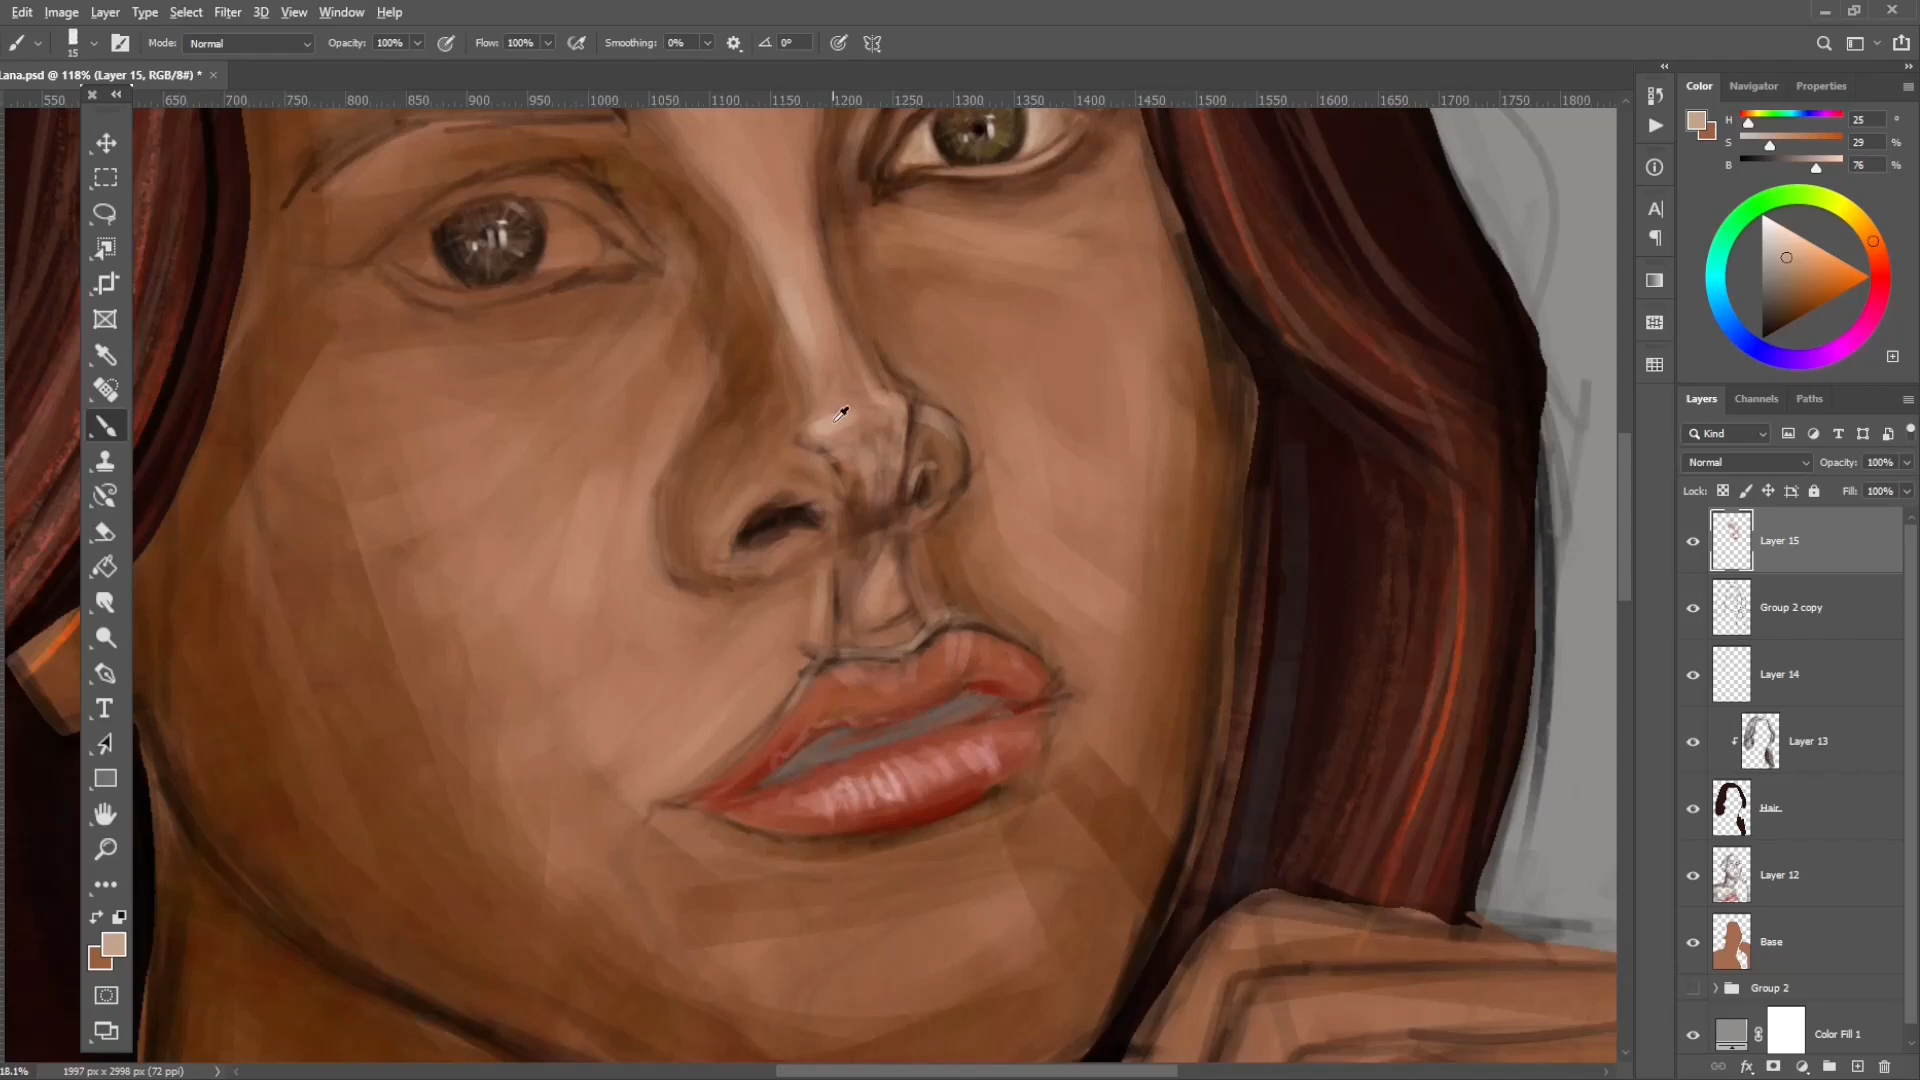 Edit Image Layer Type Select Filter 3D View Window Help
15 Mode: Normal Opacity: 100% Flow: 100% Smoothing: 0% 0°
Lana.psd @ 118% (Layer 15, RGB/8#) * ×
550 650 700 750 800 850 900 950 1000 1050 1100 1150 1200 1250 1300 1350 1400 1450 1500 1550 1600 1650 1700 1750 1800
Color Navigator Properties
H 25 °
S 29 %
B 76 %
Layers Channels Paths
Kind
Normal Opacity: 100%
Lock: Fill: 100%
Layer 15
Group 2 copy
Layer 14
Layer 13
Hair
Layer 12
Base
Group 2
Color Fill 1
18.1% 1997 px x 2998 px (72 ppi)